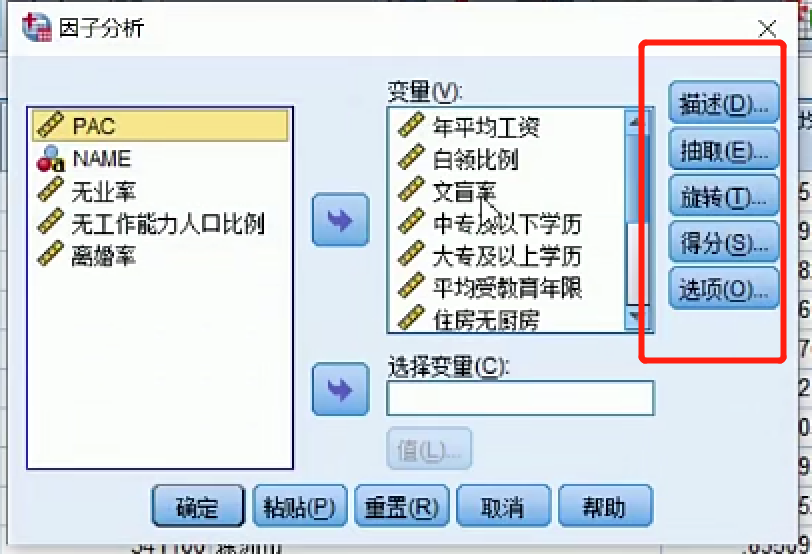 因子分析
变量(V):
PAC
NAME
无业率
无工作能力人口比例
离婚率
年平均工资
白领比例
文盲率
中专及以下学历
大专及以上学历
平均受教育年限
住房无厨房
描述(D)...
抽取(E)...
旋转(T)...
得分(S)...
选项(O)...
选择变量(C):
值(L)...
确定
粘贴(P)
重置(R)
取消
帮助